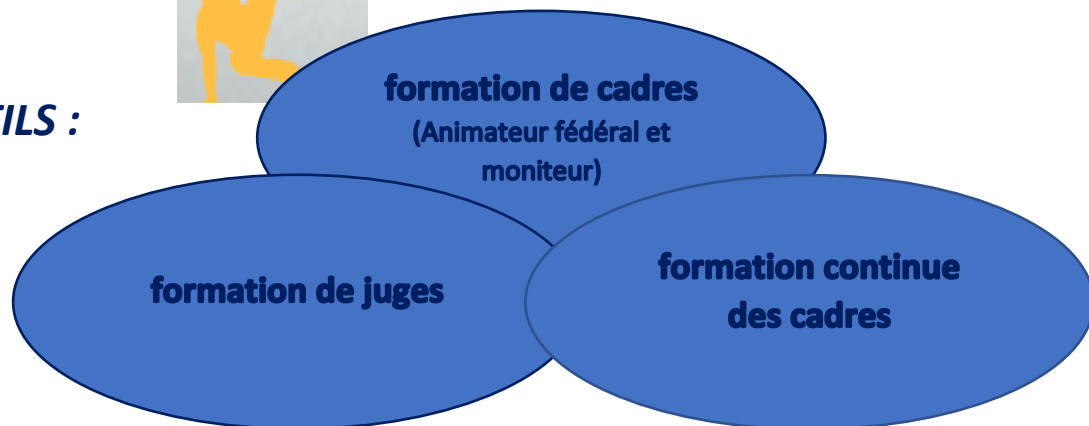 formation de cadres
TILS :
(Animateur fédéral et
moniteur)
formation continue
formation de juges
des cadres